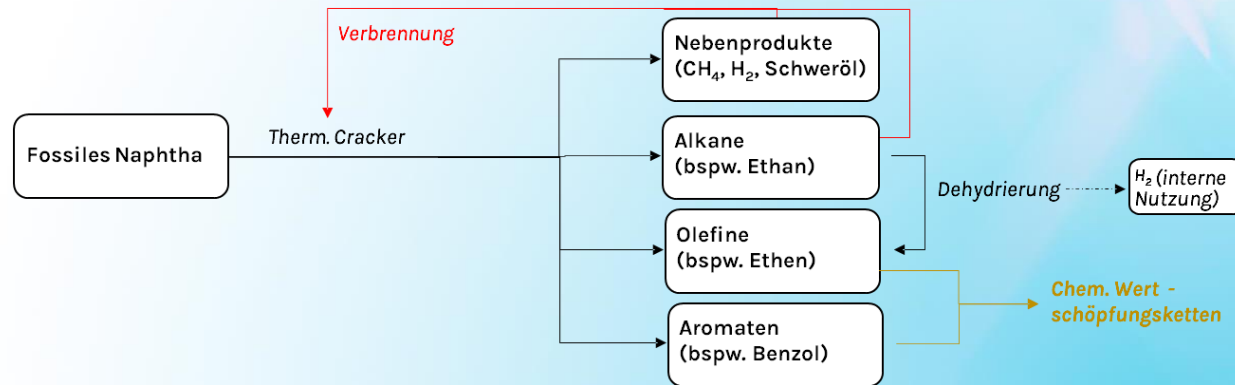 Verbrennung
Nebenprodukte
(CH₄, H₂, Schweröl)
Fossiles Naphtha
Therm. Cracker
Alkane
(bspw. Ethan)
Dehydrierung
H₂ (interne
Nutzung)
Olefine
(bspw. Ethen)
Chem. Wert -
schöpfungsketten
Aromaten
(bspw. Benzol)